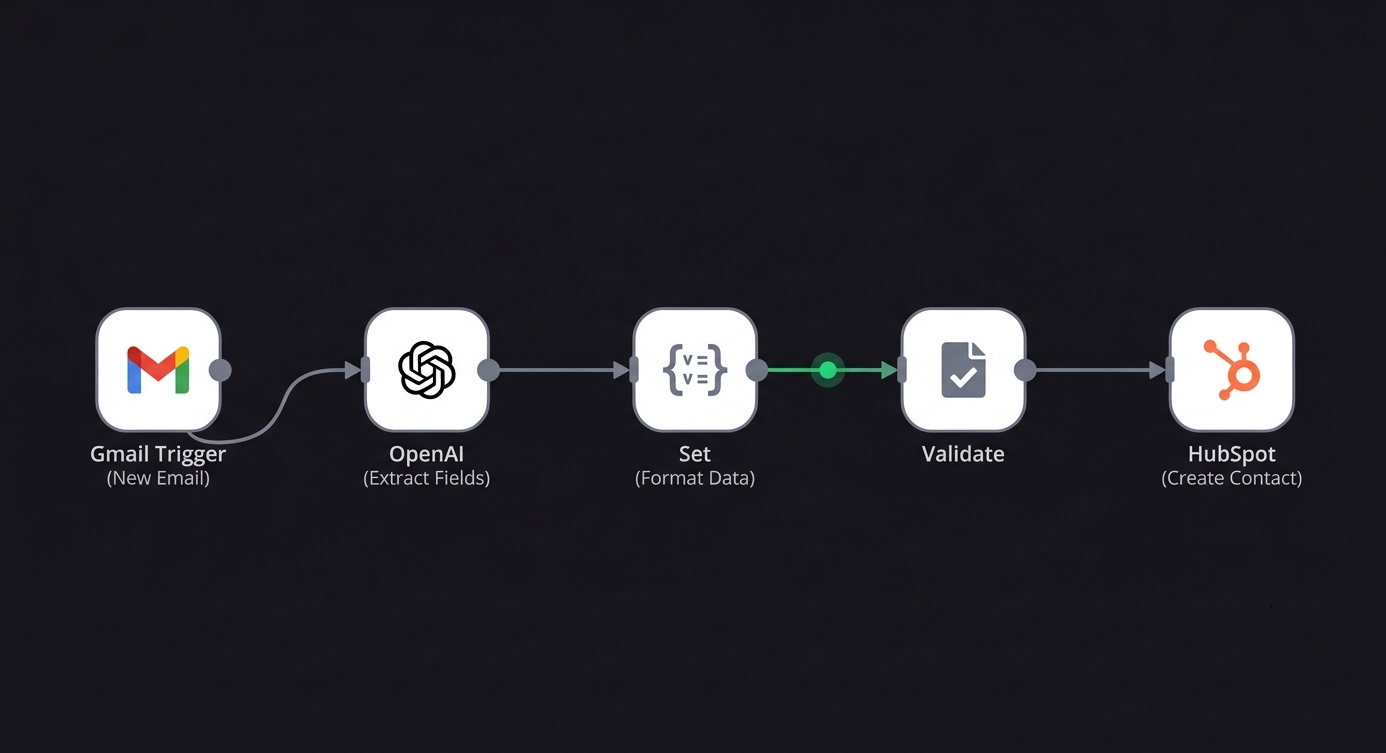 Gmail Trigger
(New Email)
OpenAI
(Extract Fields)
{v=}
{v=}
Set
(Format Data)
Validate
HubSpot
(Create Contact)